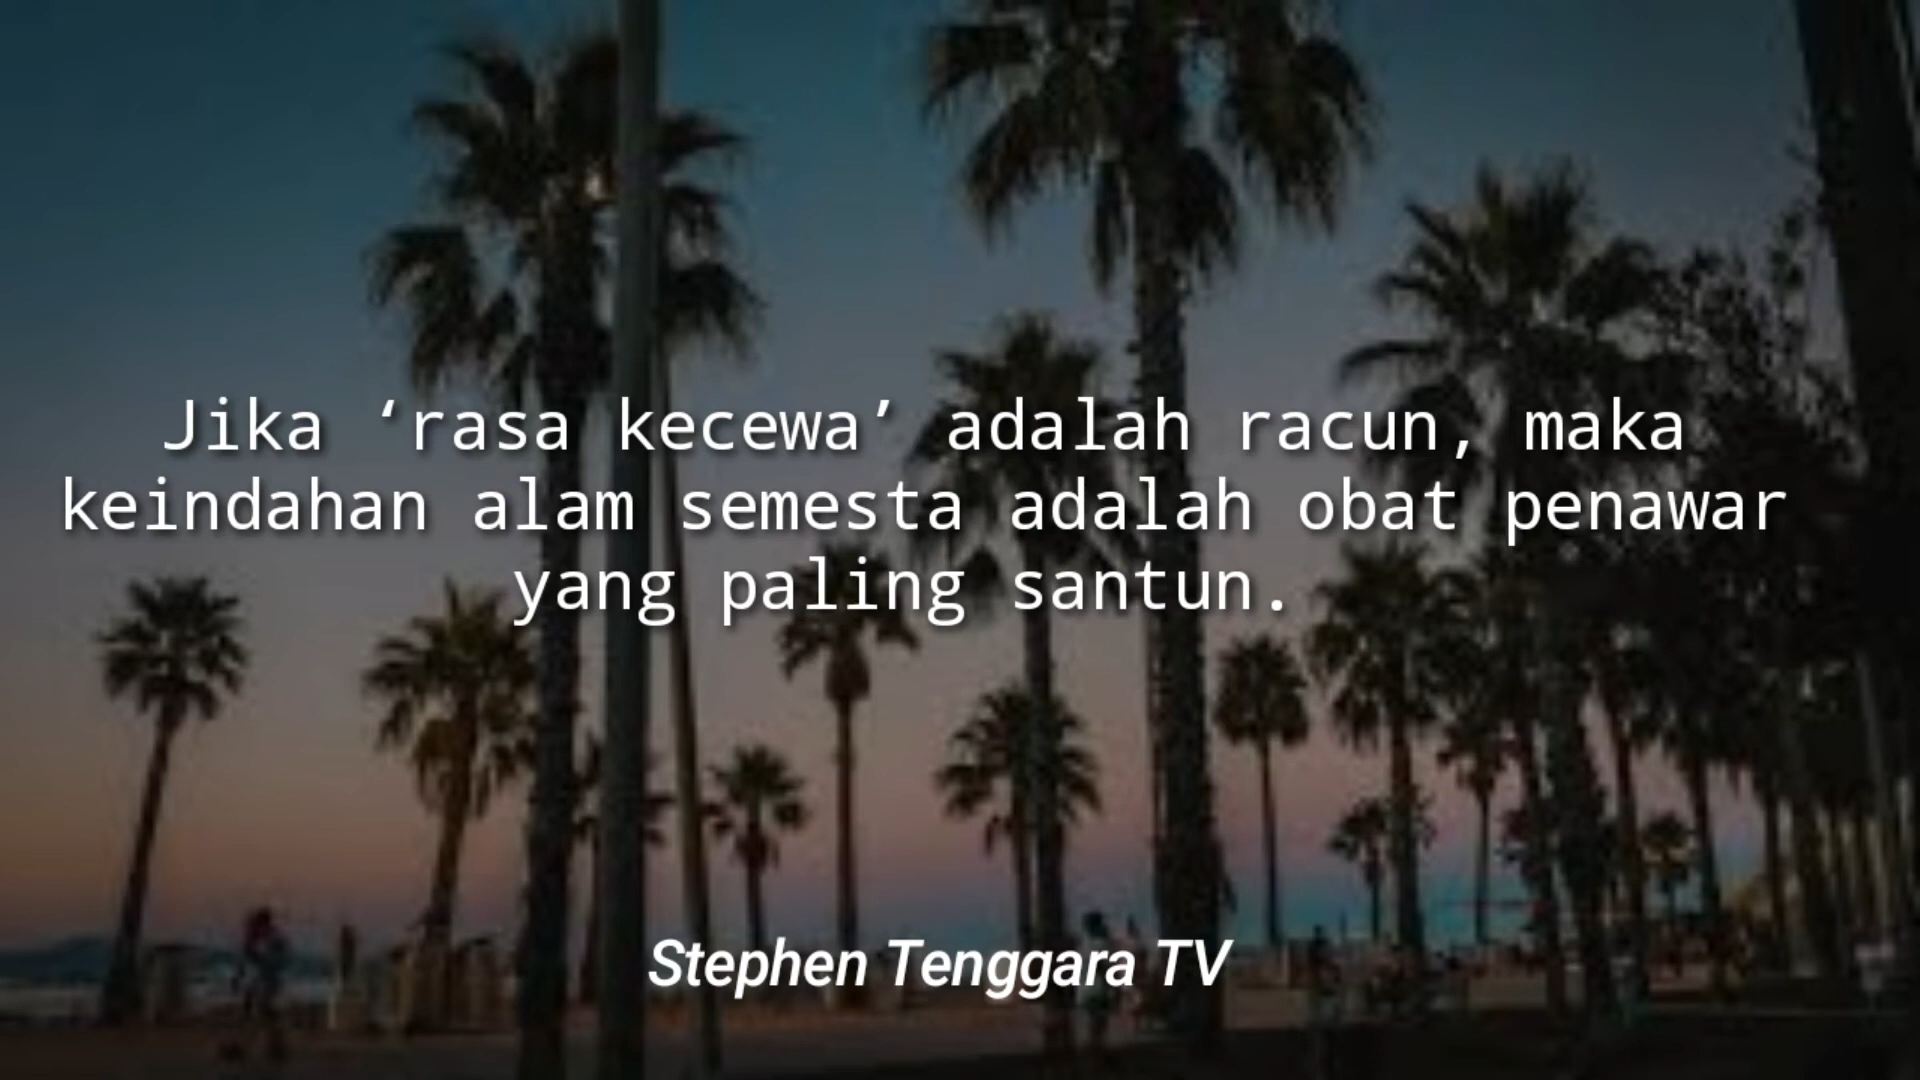 Jika ‘rasa kecewa’ adalah racun, maka
keindahan alam semesta adalah obat penawar
yang paling santun.
Stephen Tenggara TV